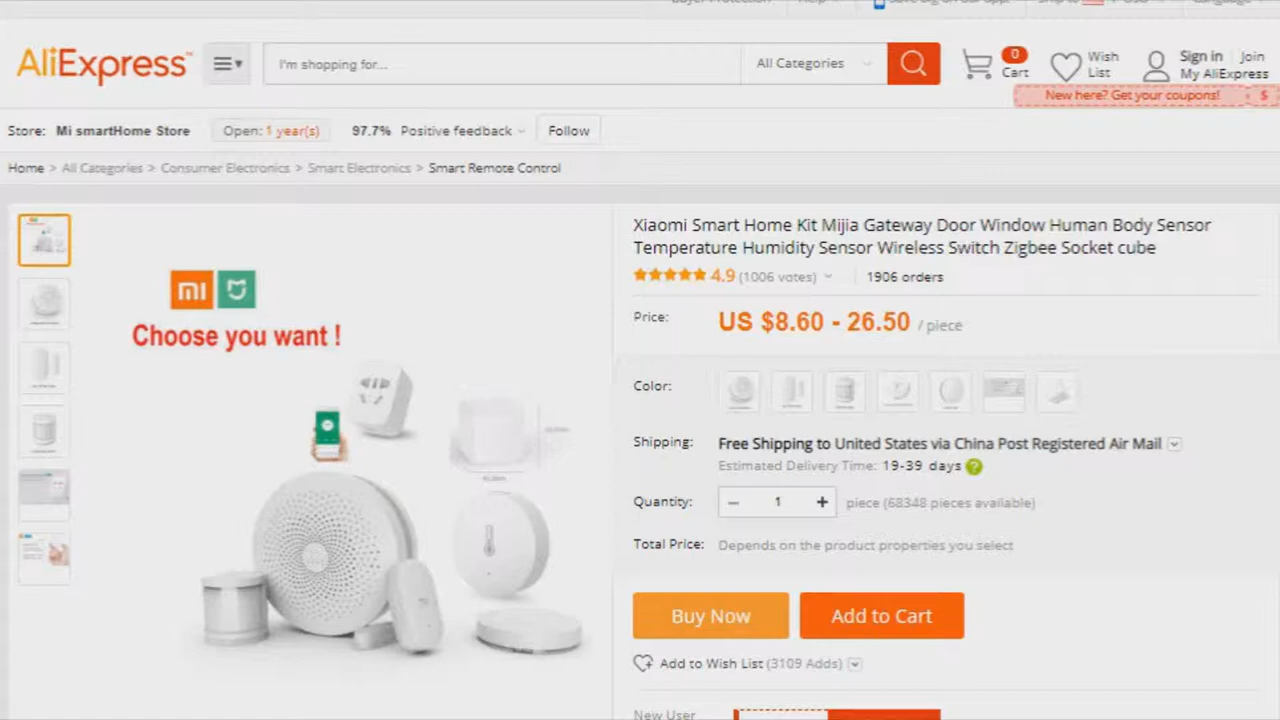 AliExpress™
I'm shopping for...
All Categories
0
Cart
Wish
List
Sign in
Join
My AliExpress
New here? Get your coupons!
$
Store: Mi smartHome Store
Open: 1 year(s)
97.7% Positive feedback
Follow
Home > All Categories > Consumer Electronics > Smart Electronics > Smart Remote Control
mi
Choose you want !
Xiaomi Smart Home Kit Mijia Gateway Door Window Human Body Sensor
Temperature Humidity Sensor Wireless Switch Zigbee Socket cube
4.9 (1006 votes)
1906 orders
Price:
US $8.60 - 26.50 / piece
Color:
Shipping:
Free Shipping to United States via China Post Registered Air Mail
Estimated Delivery Time: 19-39 days ?
Quantity:
− 1 +
piece (68348 pieces available)
Total Price:
Depends on the product properties you select
Buy Now
Add to Cart
Add to Wish List (3109 Adds)
New User